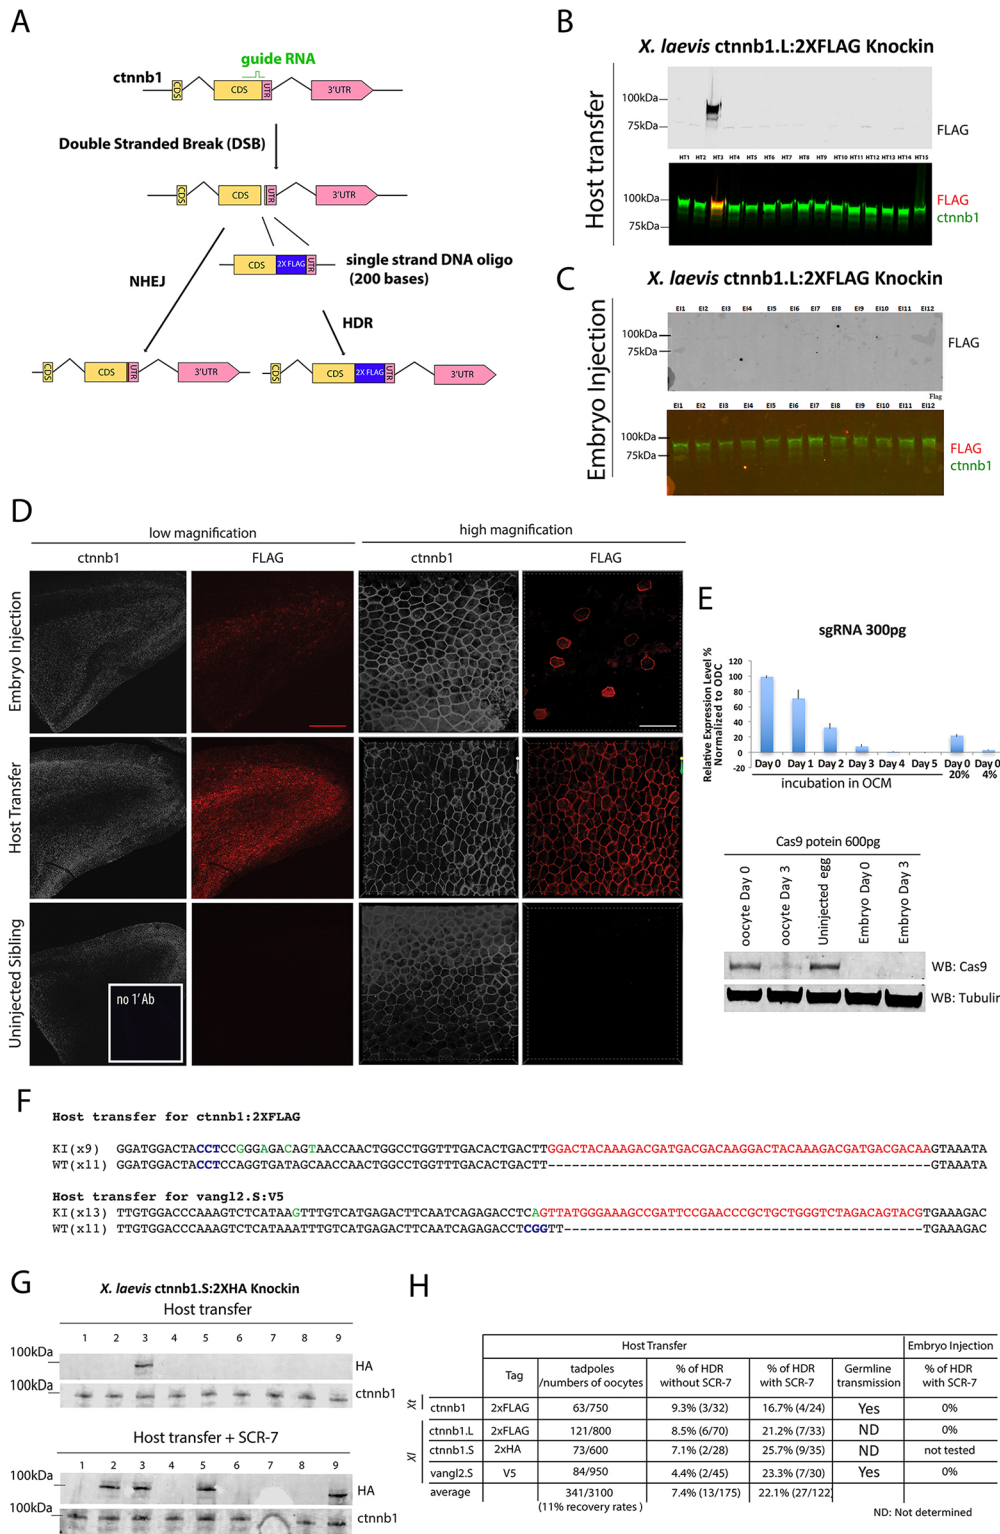 A
guide RNA
ctnnb1
CDS
CDS
UTR
3'UTR
Double Stranded Break (DSB)
CDS
CDS
UTR
3'UTR
CDS
2X FLAG
UTR
single strand DNA oligo
(200 bases)
NHEJ
HDR
CDS
CDS
UTR
3'UTR
CDS
CDS
2X FLAG
UTR
3'UTR
B
X. laevis ctnnb1.L:2XFLAG Knockin
Host transfer
100kDa
75kDa
FLAG
HT1 HT2 HT3 HT4 HT5 HT6 HT7 HT8 HT9 HT10 HT11 HT12 HT13 HT14 HT15
100kDa
75kDa
FLAG
ctnnb1
C
X. laevis ctnnb1.L:2XFLAG Knockin
Embryo Injection
EI1 EI2 EI3 EI4 EI5 EI6 EI7 EI8 EI9 EI10 EI11 EI12
100kDa
75kDa
FLAG
Flag
EI1 EI2 EI3 EI4 EI5 EI6 EI7 EI8 EI9 EI10 EI11 EI12
100kDa
75kDa
FLAG
ctnnb1
D
low magnification
high magnification
ctnnb1 FLAG ctnnb1 FLAG
Embryo Injection
Host Transfer
Uninjected Sibling
no 1' Ab
E
sgRNA 300pg
Relative Expression Level %
Normalized to ODC
120
100
80
60
40
20
0
-20
Day 0 Day 1 Day 2 Day 3 Day 4 Day 5 Day 0 Day 0
20% 4%
incubation in OCM
Cas9 potein 600pg
oocyte Day 0
oocyte Day 3
Uninjected egg
Embryo Day 0
Embryo Day 3
WB: Cas9
WB: Tubulin
F
Host transfer for ctnnb1:2XFLAG
KI(x9) GGATGGACTACCTCCGGGAGACAGTAACCAACTGGCCTGGTTTGACACTGACTTGGACTACAAAGACGATGACGACAAGGACTACAAAGACGATGACGACAAGTAAATA
WT(x11) GGATGGACTACCTCCAGGTGATAGCAACCAACTGGCCTGGTTTGACACTGACTT------------------------------------------------GTAAATA
Host transfer for vangl2.S:V5
KI(x13) TTGTGGACCCAAAGTCTCATAAGTTTGTCATGAGACTTCAATCAGAGACCTCAGTTATGGGAAAGCCGATTCCGAACCCGCTGCTGGGTCTAGACAGTACGTGAAAGAC
WT(x11) TTGTGGACCCAAAGTCTCATAAATTTGTCATGAGACTTCAATCAGAGACCTCGGTT---------------------------------------------TGAAAGAC
G
X. laevis ctnnb1.S:2XHA Knockin
Host transfer
1 2 3 4 5 6 7 8 9
100kDa
HA
100kDa
ctnnb1
Host transfer + SCR-7
1 2 3 4 5 6 7 8 9
100kDa
HA
100kDa
ctnnb1
H
Host Transfer Embryo Injection
Tag tadpoles /numbers of oocytes % of HDR without SCR-7 % of HDR with SCR-7 Germline transmission % of HDR with SCR-7
Xt
ctnnb1 2xFLAG 63/750 9.3% (3/32) 16.7% (4/24) Yes 0%
Xl
ctnnb1.L 2xFLAG 121/800 8.5% (6/70) 21.2% (7/33) ND 0%
ctnnb1.S 2xHA 73/600 7.1% (2/28) 25.7% (9/35) ND not tested
vangl2.S V5 84/950 4.4% (2/45) 23.3% (7/30) Yes 0%
average 341/3100 7.4% (13/175) 22.1% (27/122)
(11% recovery rates )
ND: Not determined